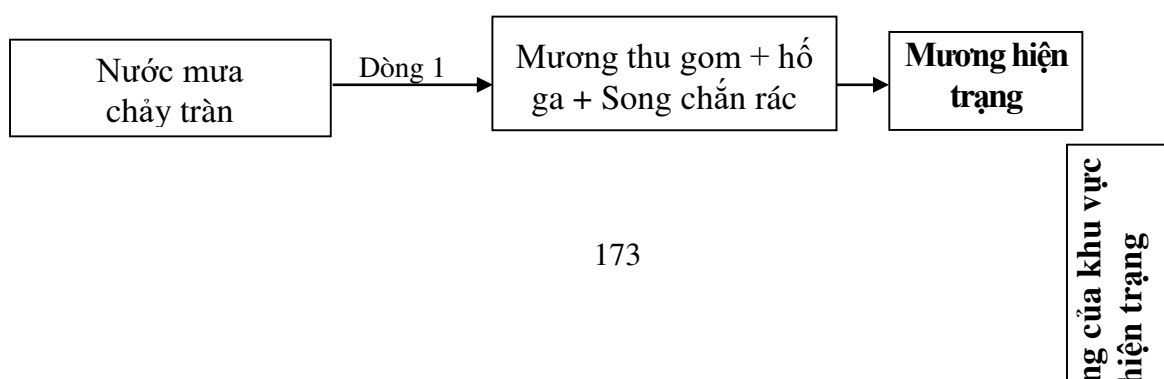 Nước mưa
chảy tràn
Dòng 1
Mương thu gom + hố
ga + Song chắn rác
Mương hiện
trạng
173
của khu vực
hiện trạng